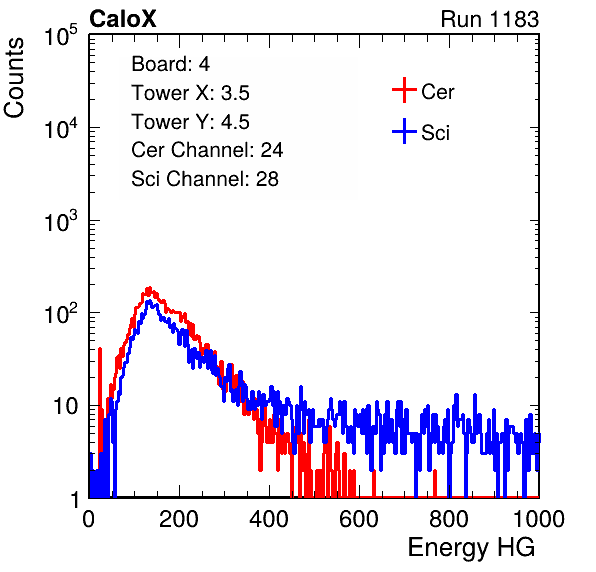 CaloX Run 1183
Counts
10^5
10^4
10^3
10^2
10
1
Board: 4
Tower X: 3.5
Tower Y: 4.5
Cer Channel: 24
Sci Channel: 28
Cer
Sci
0 200 400 600 800 1000
Energy HG